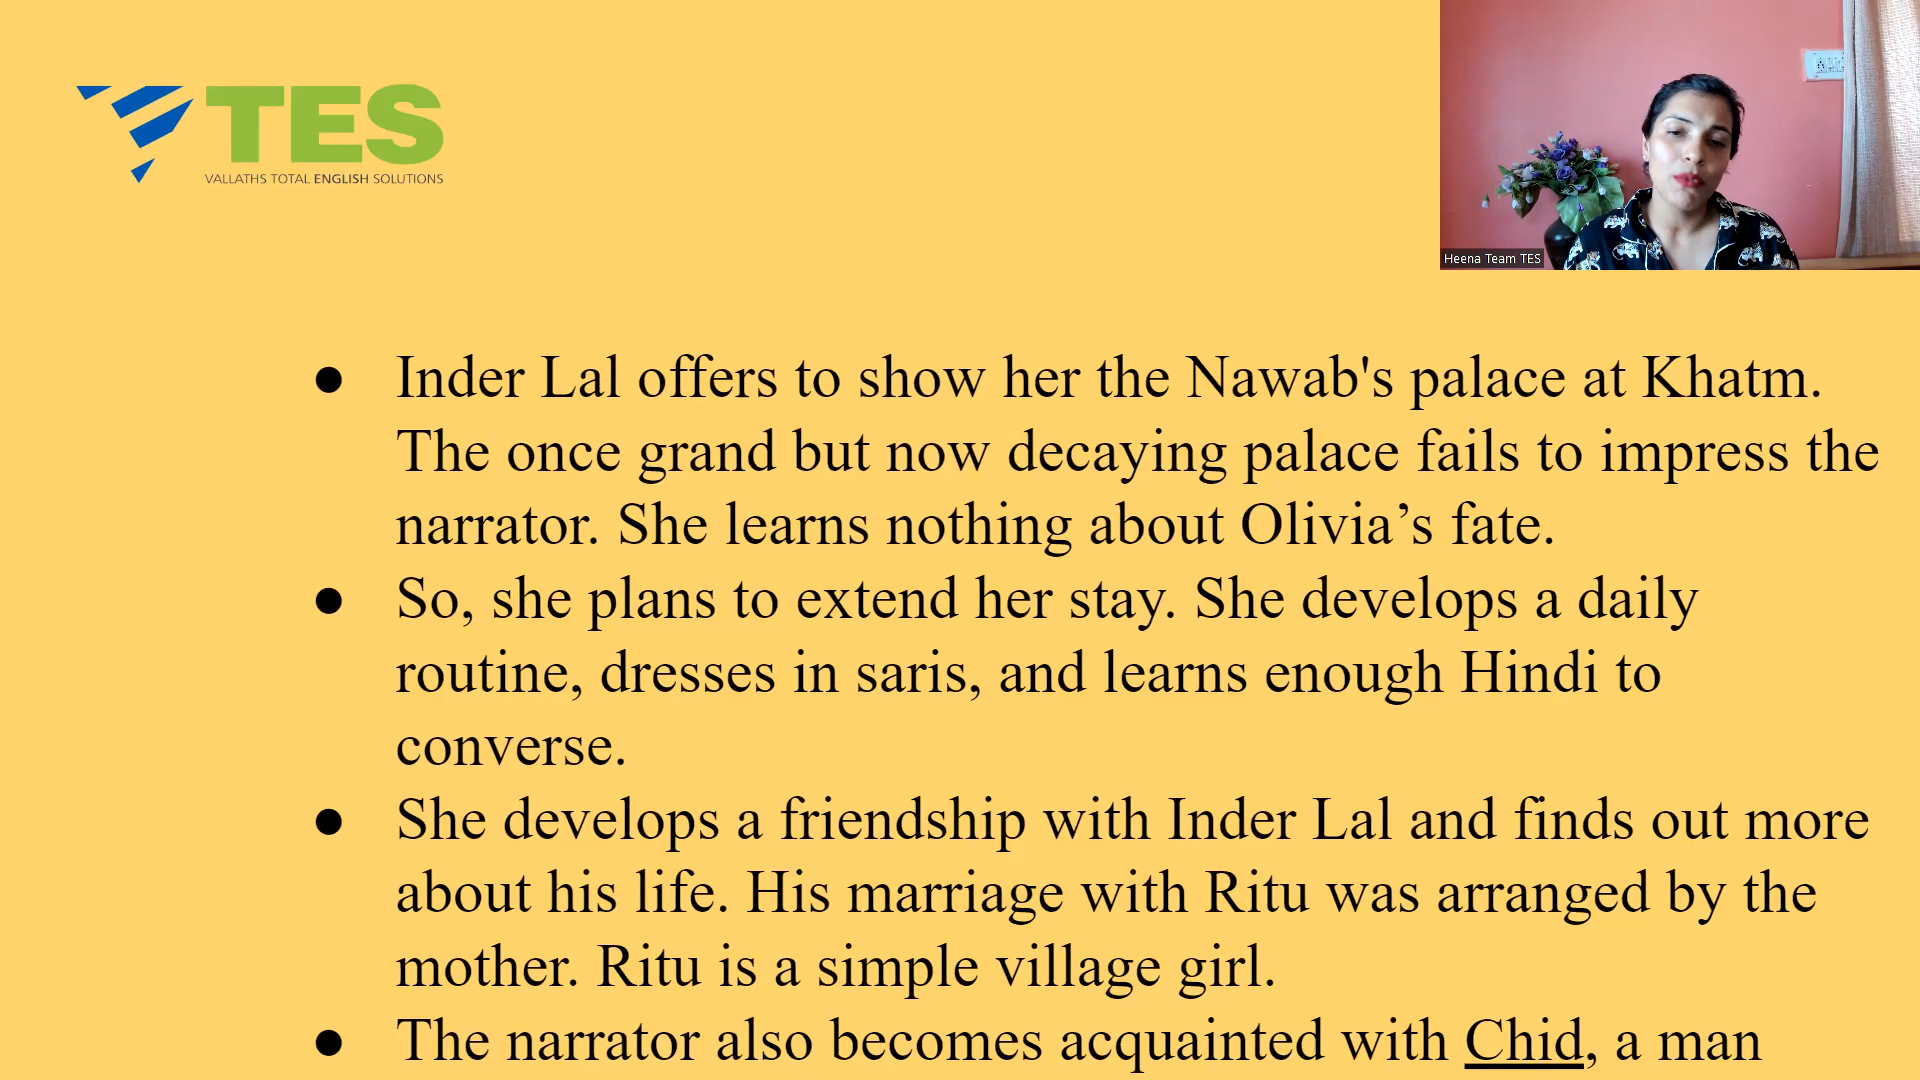 TES
VALLATHS TOTAL ENGLISH SOLUTIONS
Heena Team TES
● Inder Lal offers to show her the Nawab's palace at Khatm.
The once grand but now decaying palace fails to impress the
narrator. She learns nothing about Olivia’s fate.
● So, she plans to extend her stay. She develops a daily
routine, dresses in saris, and learns enough Hindi to
converse.
● She develops a friendship with Inder Lal and finds out more
about his life. His marriage with Ritu was arranged by the
mother. Ritu is a simple village girl.
● The narrator also becomes acquainted with Chid, a man